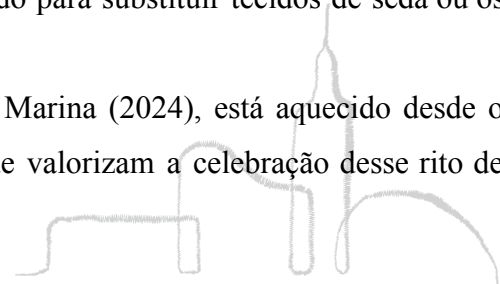 do para substituir tecidos de seda ou os
Marina (2024), está aquecido desde o
e valorizam a celebração desse rito de